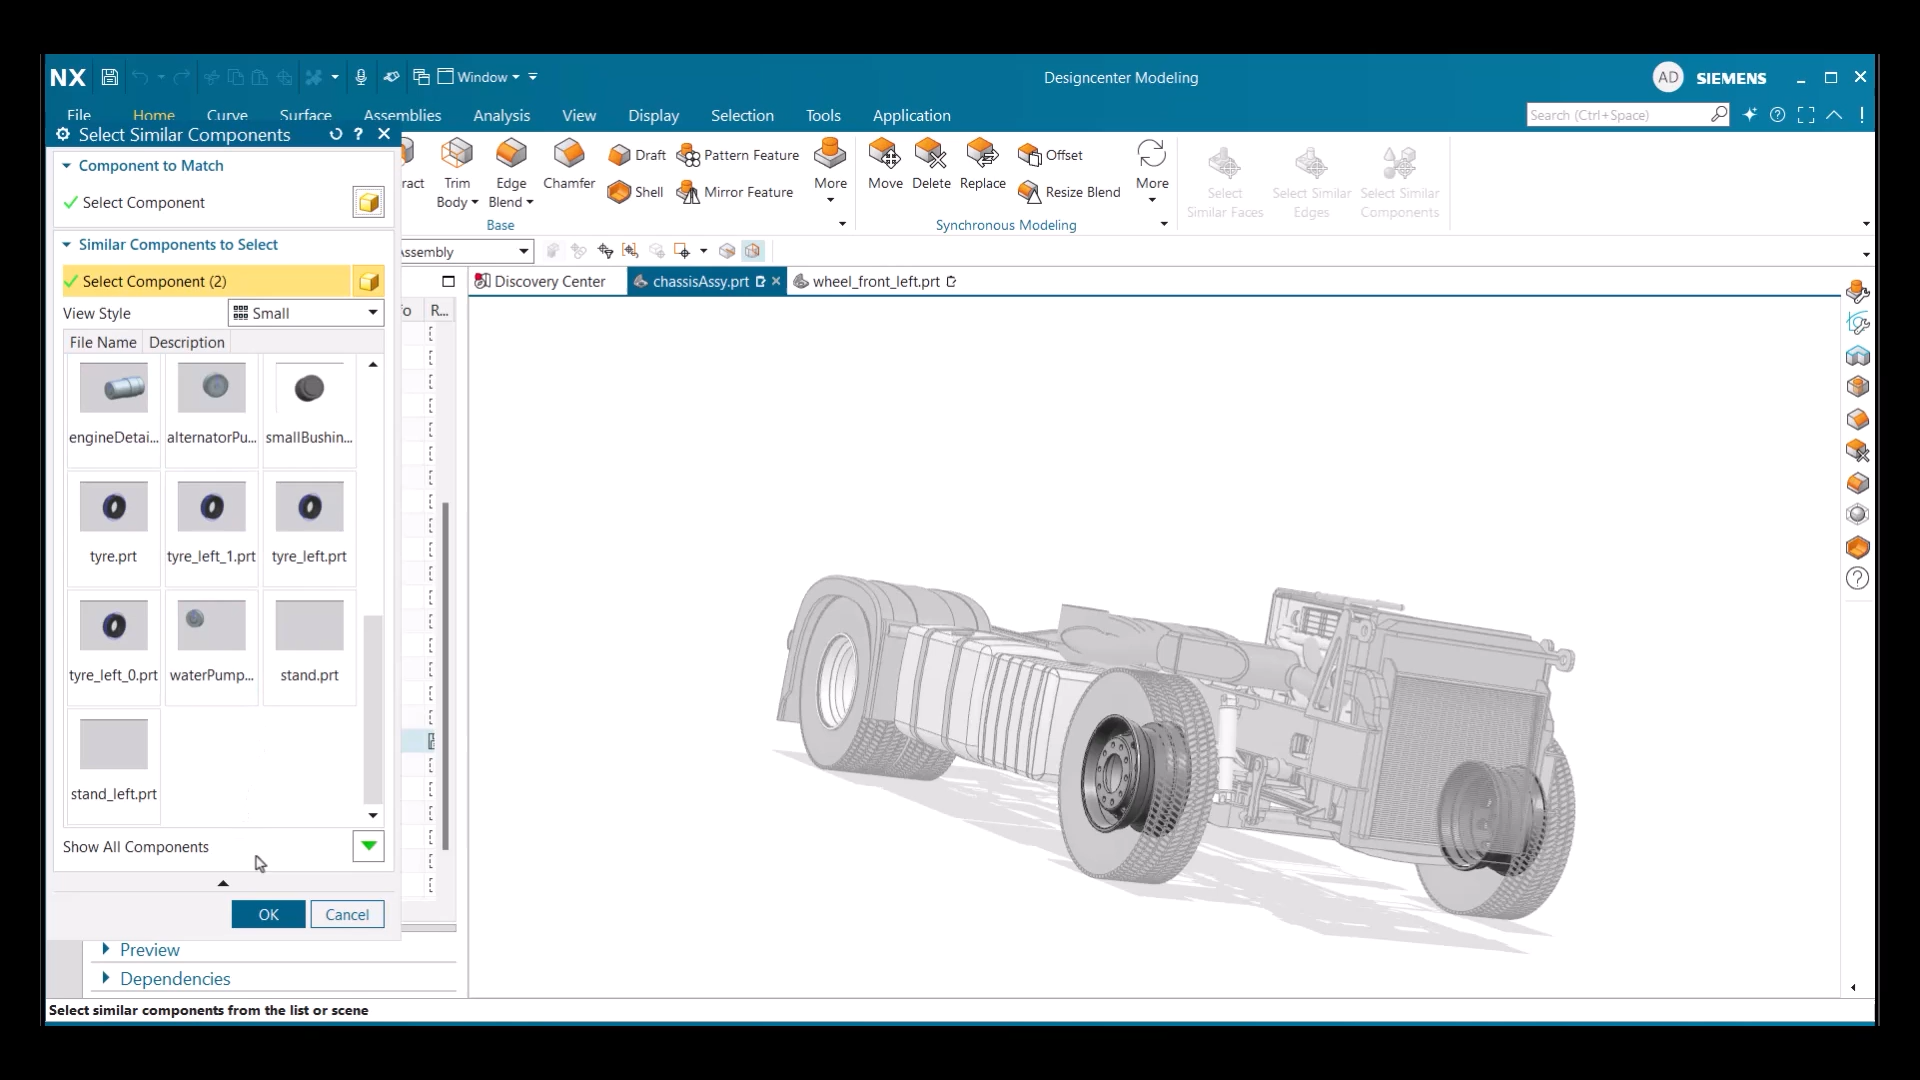 NX Window Designcenter Modeling AD SIEMENS
File Home Curve Surface Assemblies Analysis View Display Selection Tools Application Search (Ctrl+Space)
Select Similar Components
Component to Match
Select Component
Similar Components to Select
Select Component (2)
View Style Small
File Name Description
engineDetai... alternatorPu... smallBushin...
tyre.prt tyre_left_1.prt tyre_left.prt
tyre_left_0.prt waterPump... stand.prt
stand_left.prt
Show All Components
OK Cancel
Preview
Dependencies
Select similar components from the list or scene
ract
Trim
Body
Edge
Blend
Chamfer
Draft
Shell
Pattern Feature
Mirror Feature
More
Base
Move
Delete
Replace
Offset
Resize Blend
More
Synchronous Modeling
Select
Similar Faces
Select Similar
Edges
Select Similar
Components
Assembly
Discovery Center chassisAssy.prt wheel_front_left.prt
fo R...